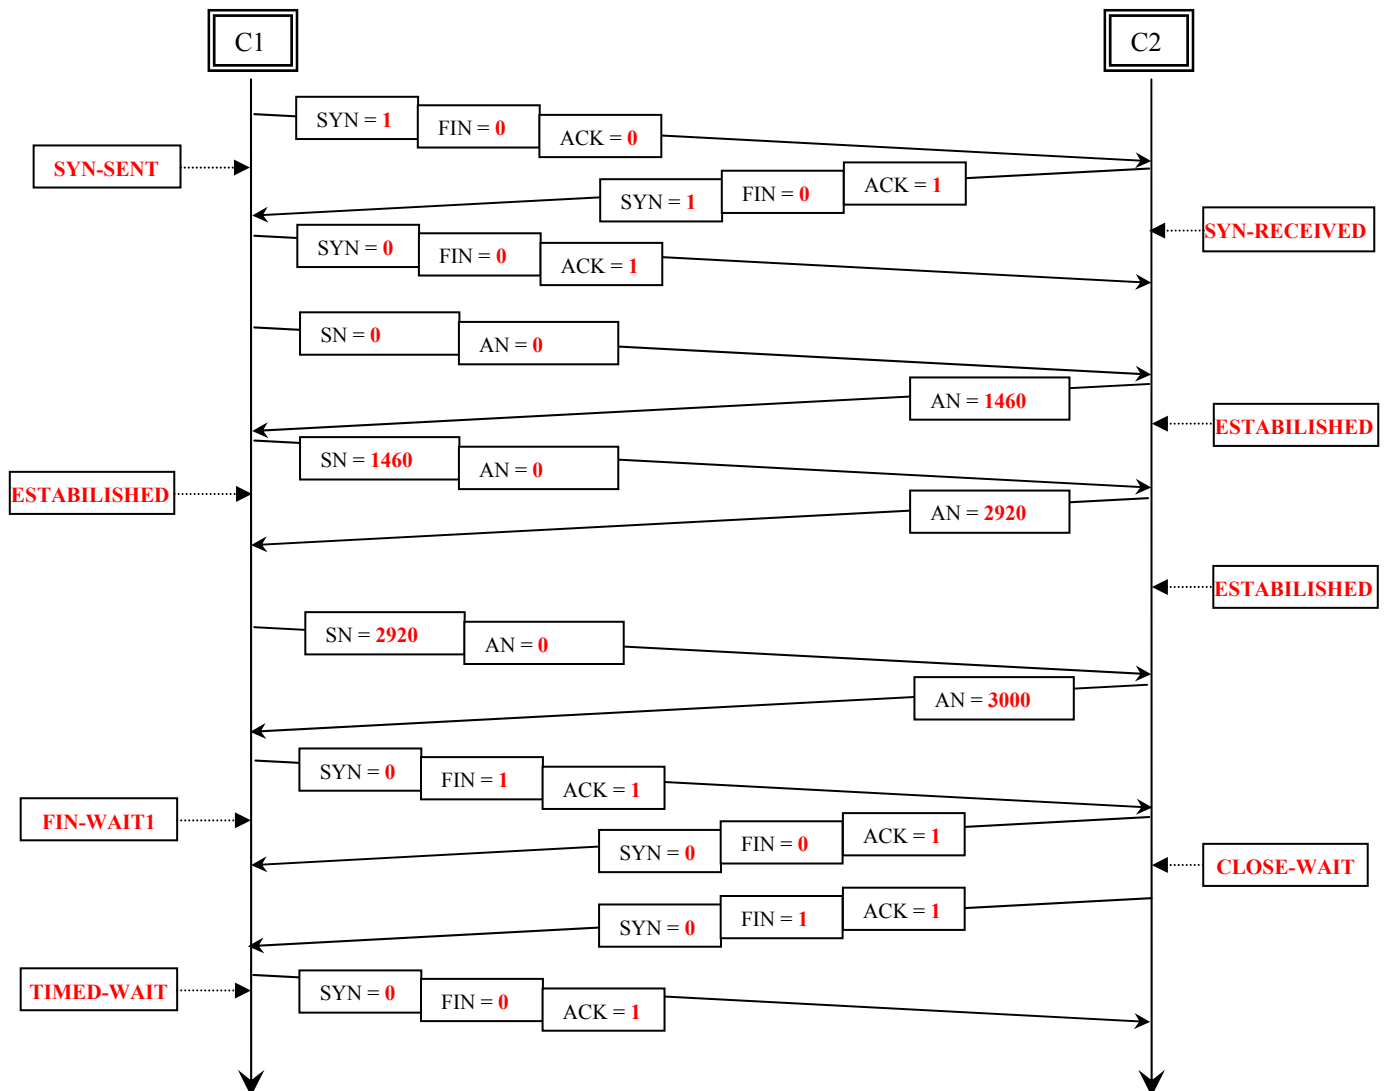 C1
C2
SYN = 1
FIN = 0
ACK = 0
SYN-SENT
SYN = 1
FIN = 0
ACK = 1
SYN-RECEIVED
SYN = 0
FIN = 0
ACK = 1
SN = 0
AN = 0
AN = 1460
ESTABILISHED
SN = 1460
AN = 0
ESTABILISHED
AN = 2920
ESTABILISHED
SN = 2920
AN = 0
AN = 3000
SYN = 0
FIN = 1
ACK = 1
FIN-WAIT1
SYN = 0
FIN = 0
ACK = 1
CLOSE-WAIT
SYN = 0
FIN = 1
ACK = 1
TIMED-WAIT
SYN = 0
FIN = 0
ACK = 1